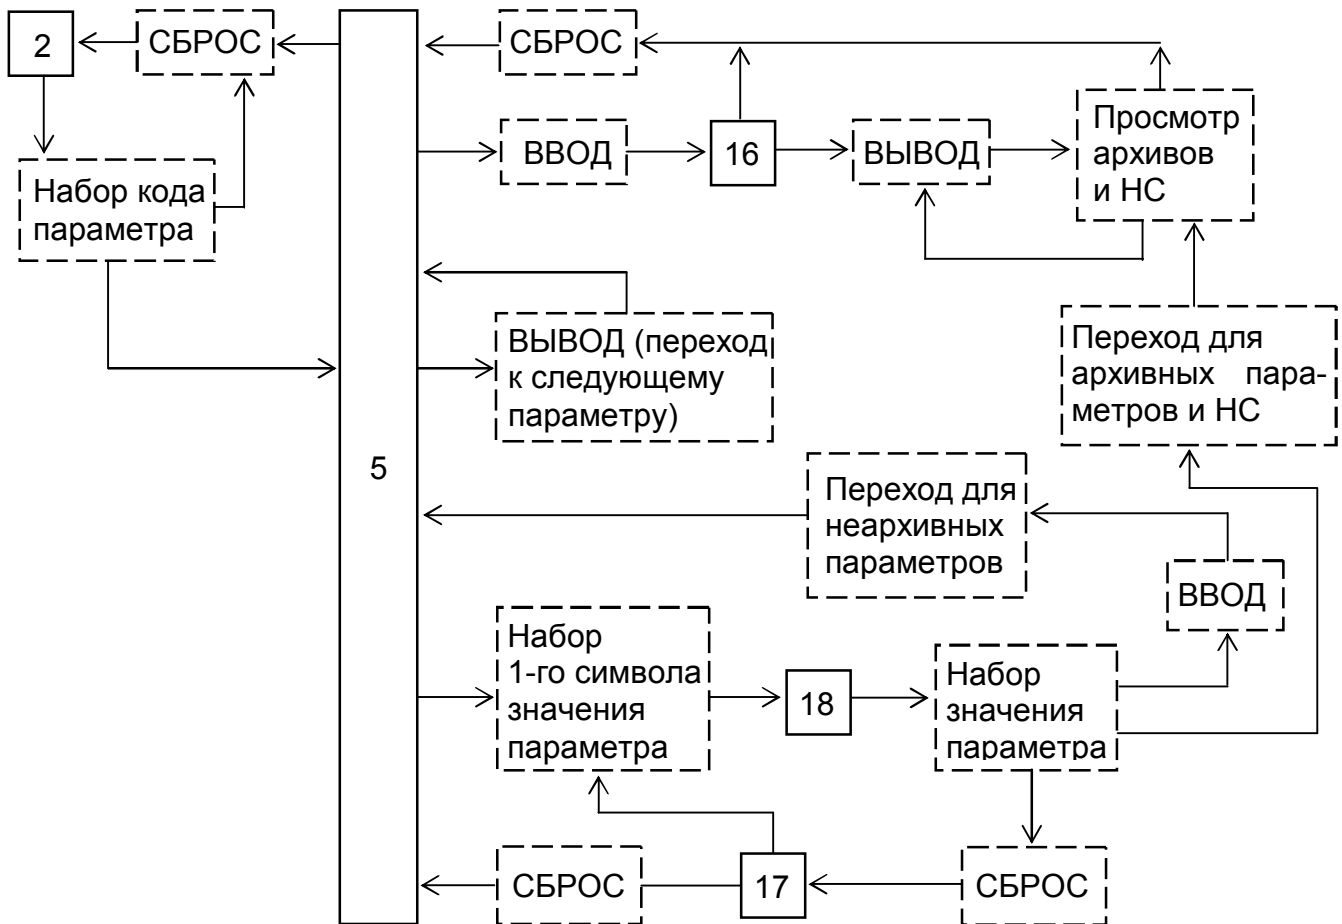 2
СБРОС
СБРОС
ВВОД
16
ВЫВОД
Просмотр
архивов
и НС
Набор кода
параметра
ВЫВОД (переход
к следующему
параметру)
Переход для
архивных пара-
метров и НС
5
Переход для
неархивных
параметров
ВВОД
Набор
1-го символа
значения
параметра
18
Набор
значения
параметра
СБРОС
17
СБРОС